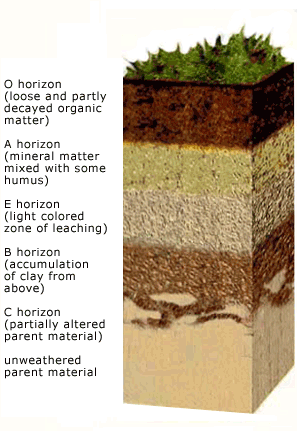 O horizon
(loose and partly
decayed organic
matter)
A horizon
(mineral matter
mixed with some
humus)
E horizon
(light colored
zone of leaching)
B horizon
(accumulation
of clay from
above)
C horizon
(partially altered
parent material)
unweathered
parent material